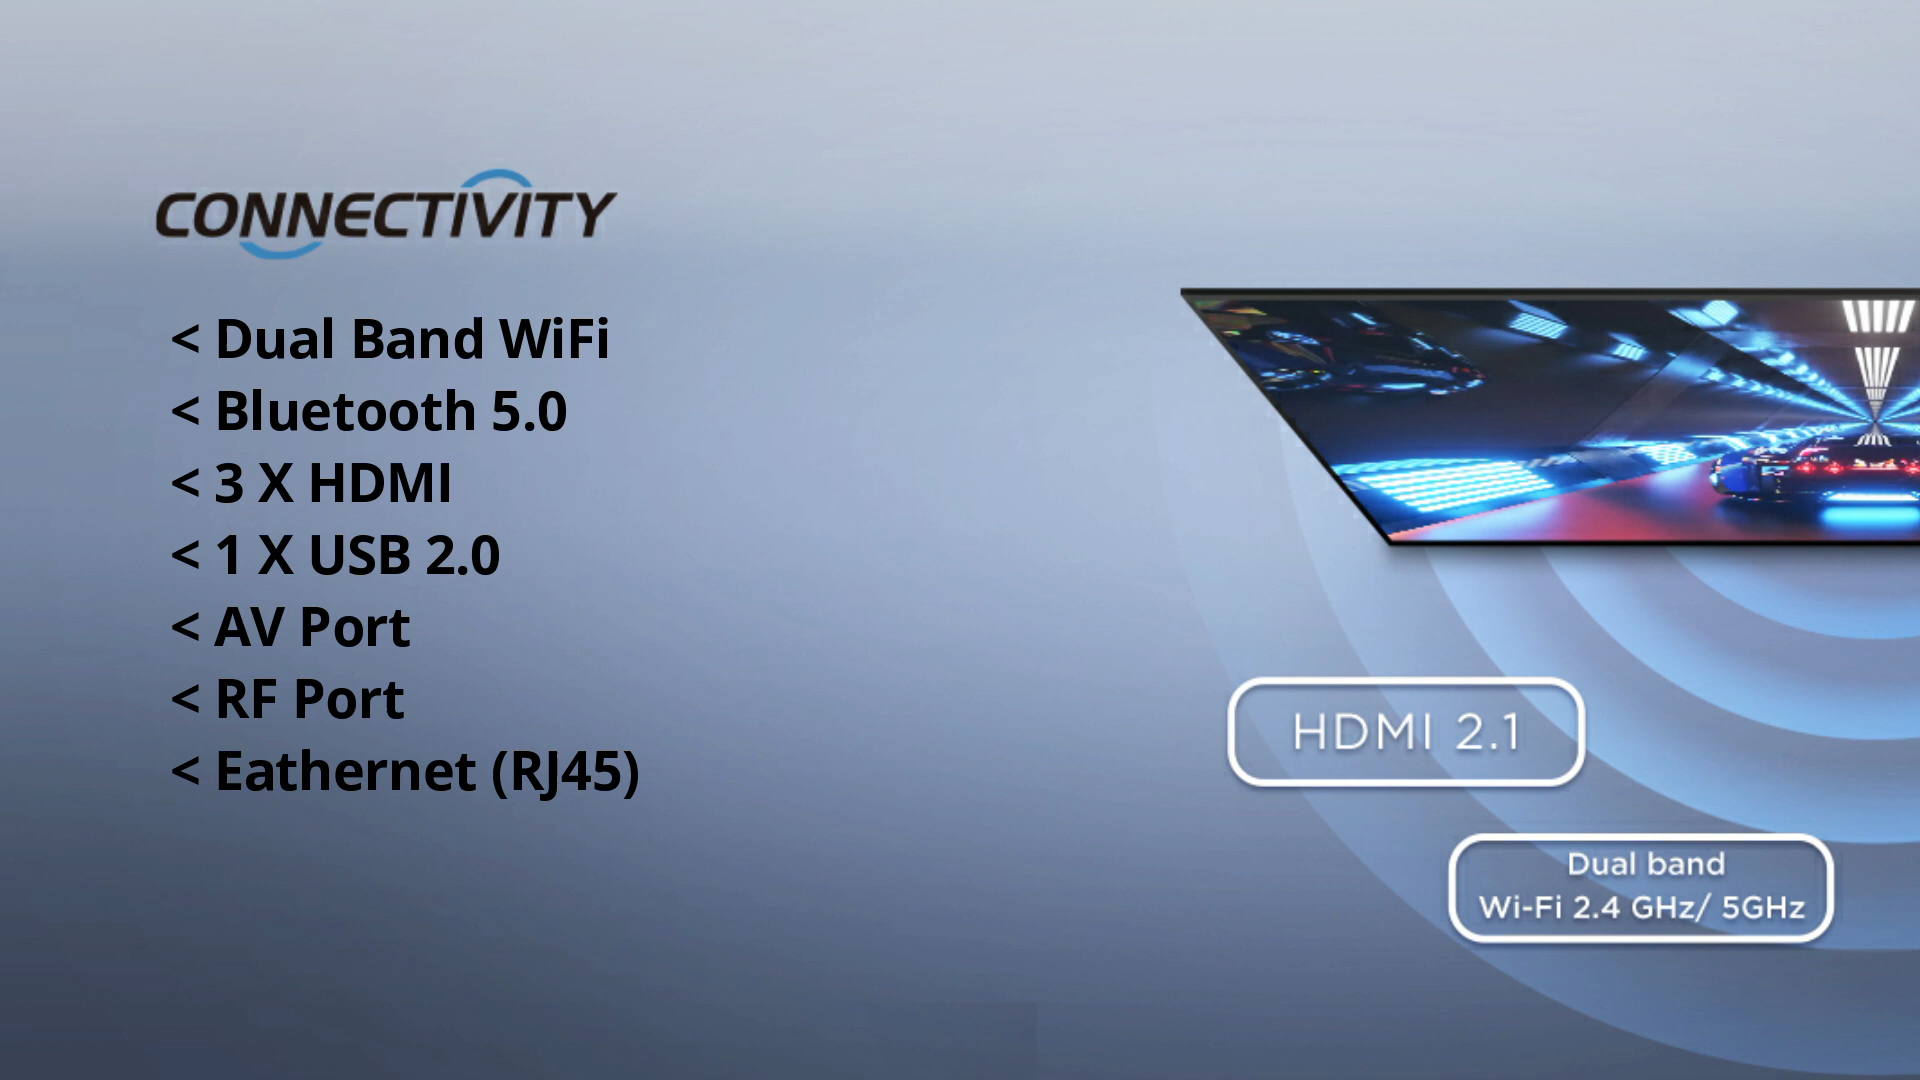 CONNECTIVITY
< Dual Band WiFi
< Bluetooth 5.0
< 3 X HDMI
< 1 X USB 2.0
< AV Port
< RF Port
< Eathernet (RJ45)
HDMI 2.1
Dual band
Wi-Fi 2.4 GHz/ 5GHz